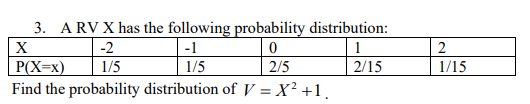 3. A RV X has the following probability distribution:
X -2 -1 0 1 2
P(X=x) 1/5 1/5 2/5 2/15 1/15
Find the probability distribution of V = X² +1.